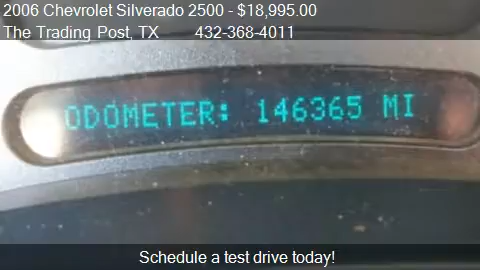 2006 Chevrolet Silverado 2500 - $18,995.00
The Trading Post, TX 432-368-4011
ODOMETER: 146365 MI
Schedule a test drive today!